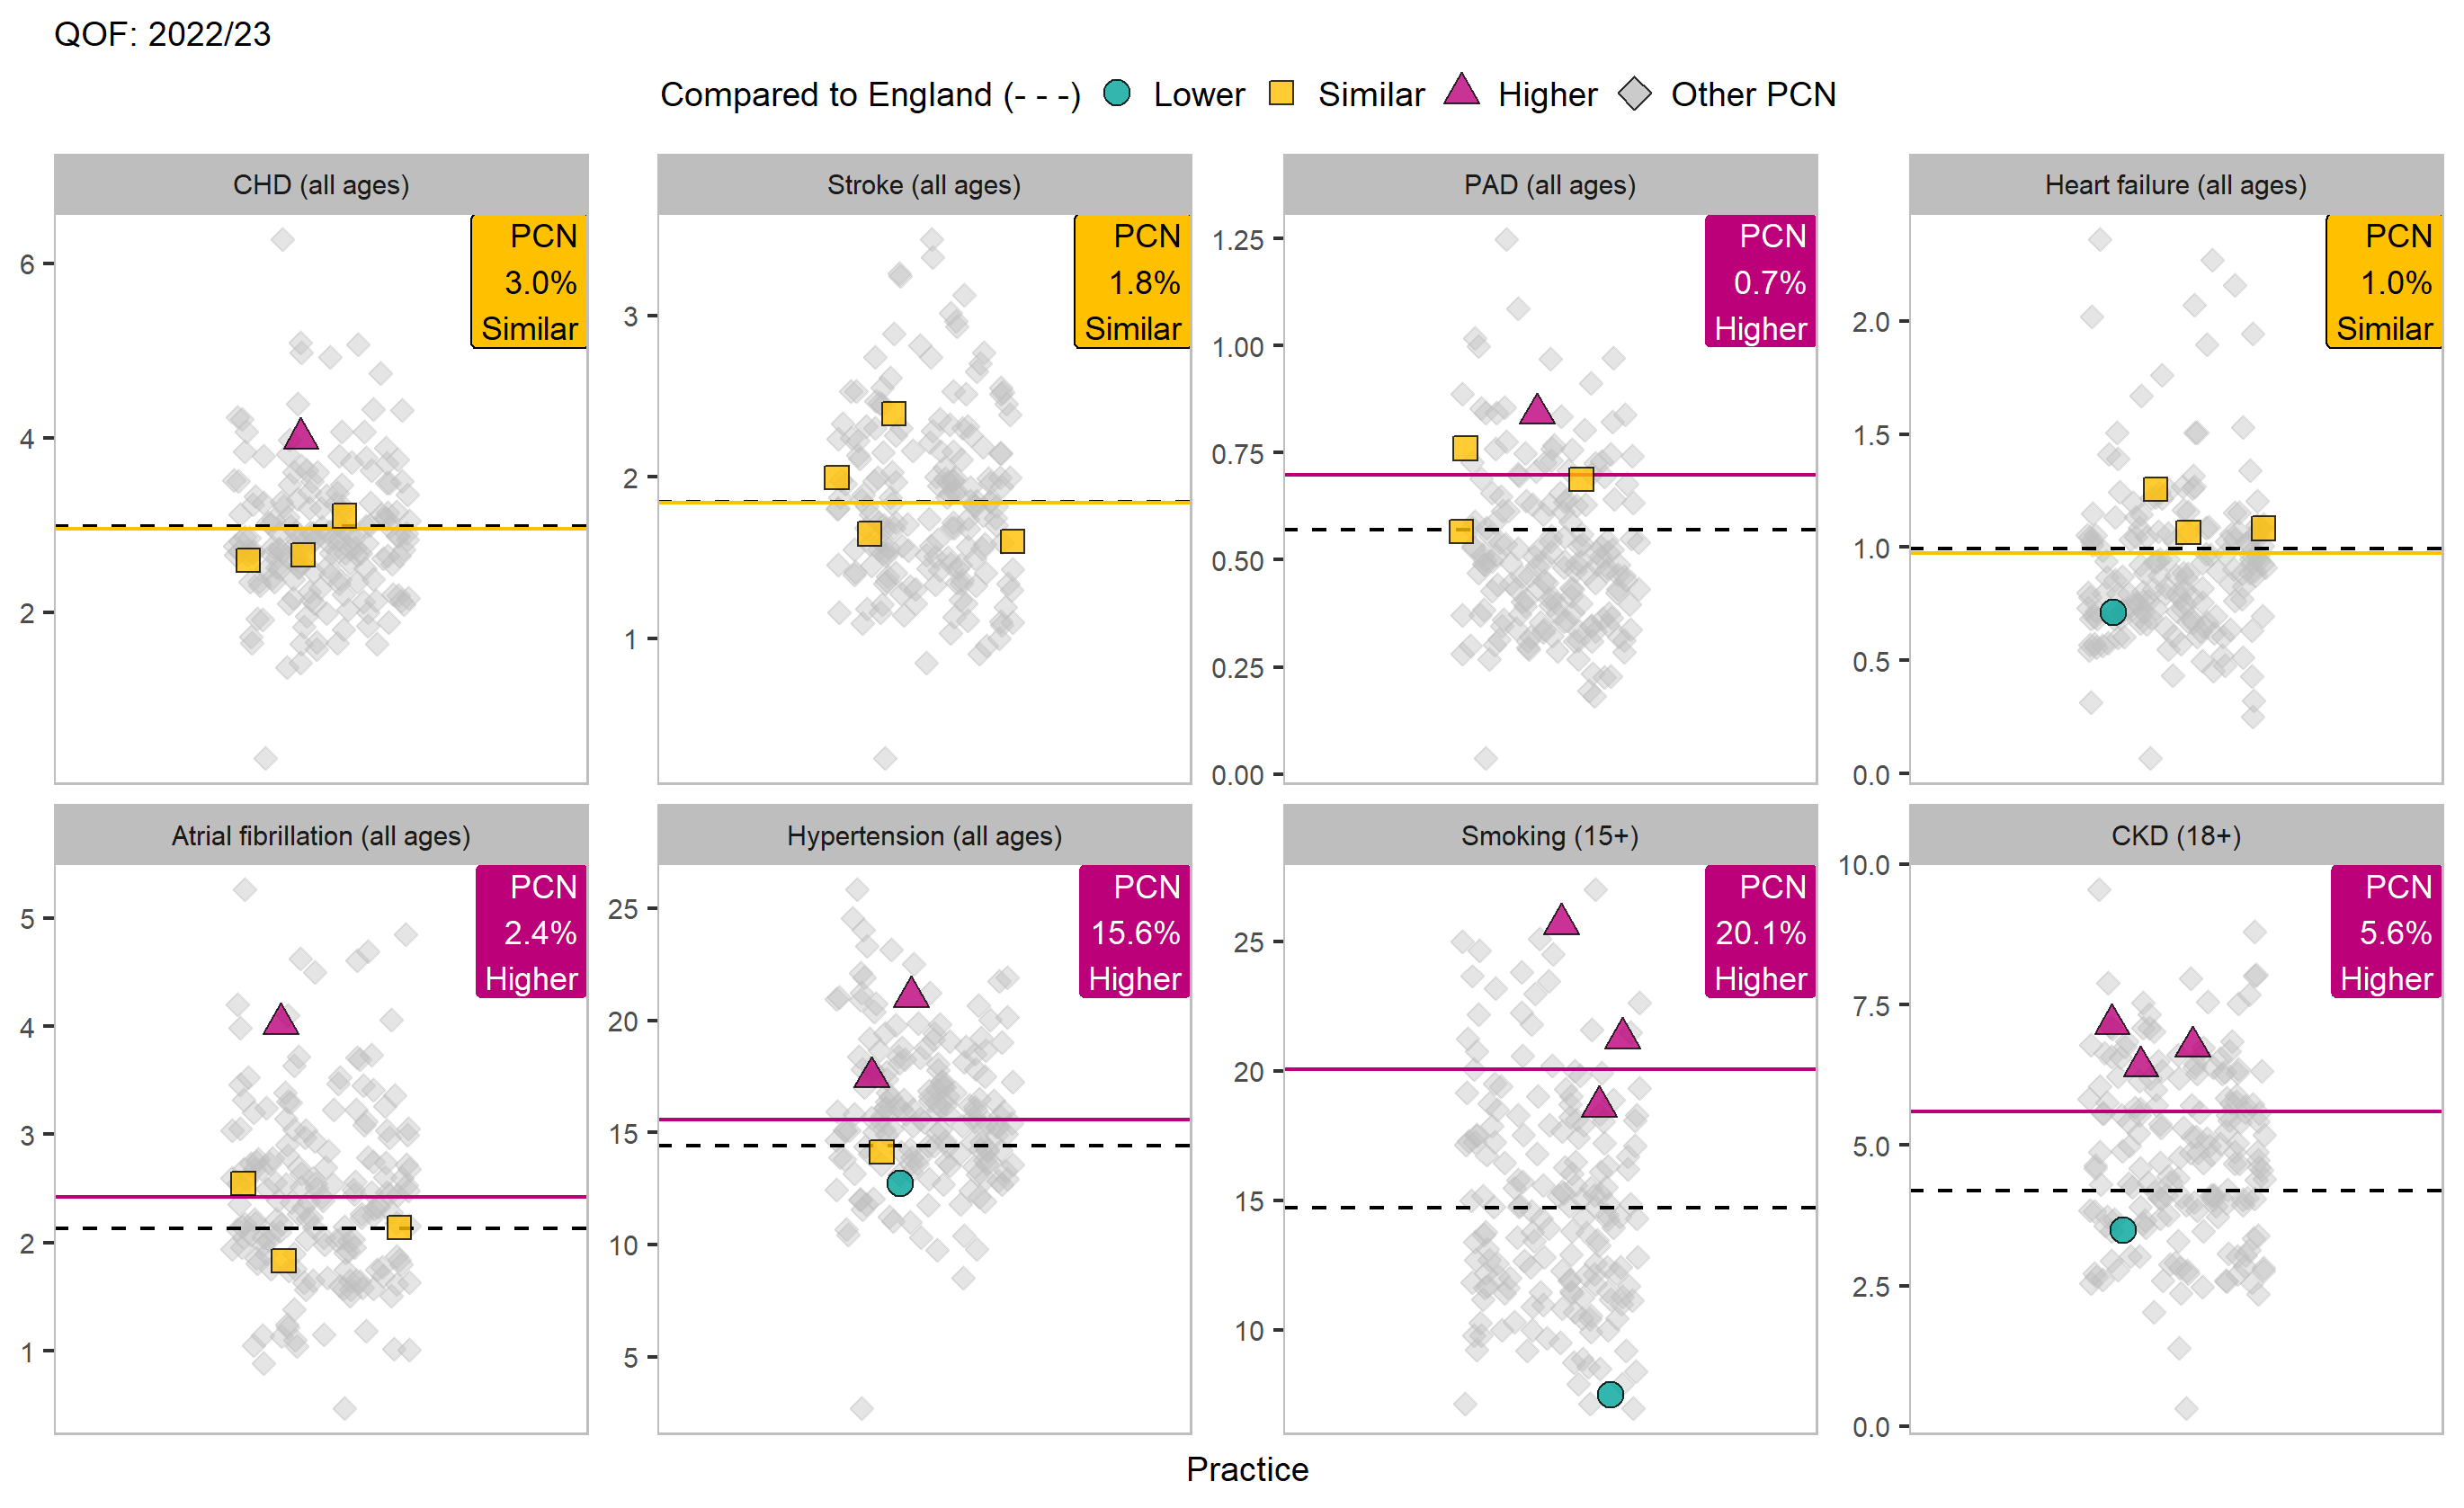 QOF: 2022/23
Compared to England (- - -) Lower Similar Higher Other PCN
CHD (all ages)
PCN
3.0%
Similar
6
4
2
Stroke (all ages)
PCN
1.8%
Similar
3
2
1
PAD (all ages)
PCN
0.7%
Higher
1.25
1.00
0.75
0.50
0.25
0.00
Heart failure (all ages)
PCN
1.0%
Similar
2.0
1.5
1.0
0.5
0.0
Atrial fibrillation (all ages)
PCN
2.4%
Higher
5
4
3
2
1
Hypertension (all ages)
PCN
15.6%
Higher
25
20
15
10
5
Smoking (15+)
PCN
20.1%
Higher
25
20
15
10
CKD (18+)
PCN
5.6%
Higher
10.0
7.5
5.0
2.5
0.0
Practice